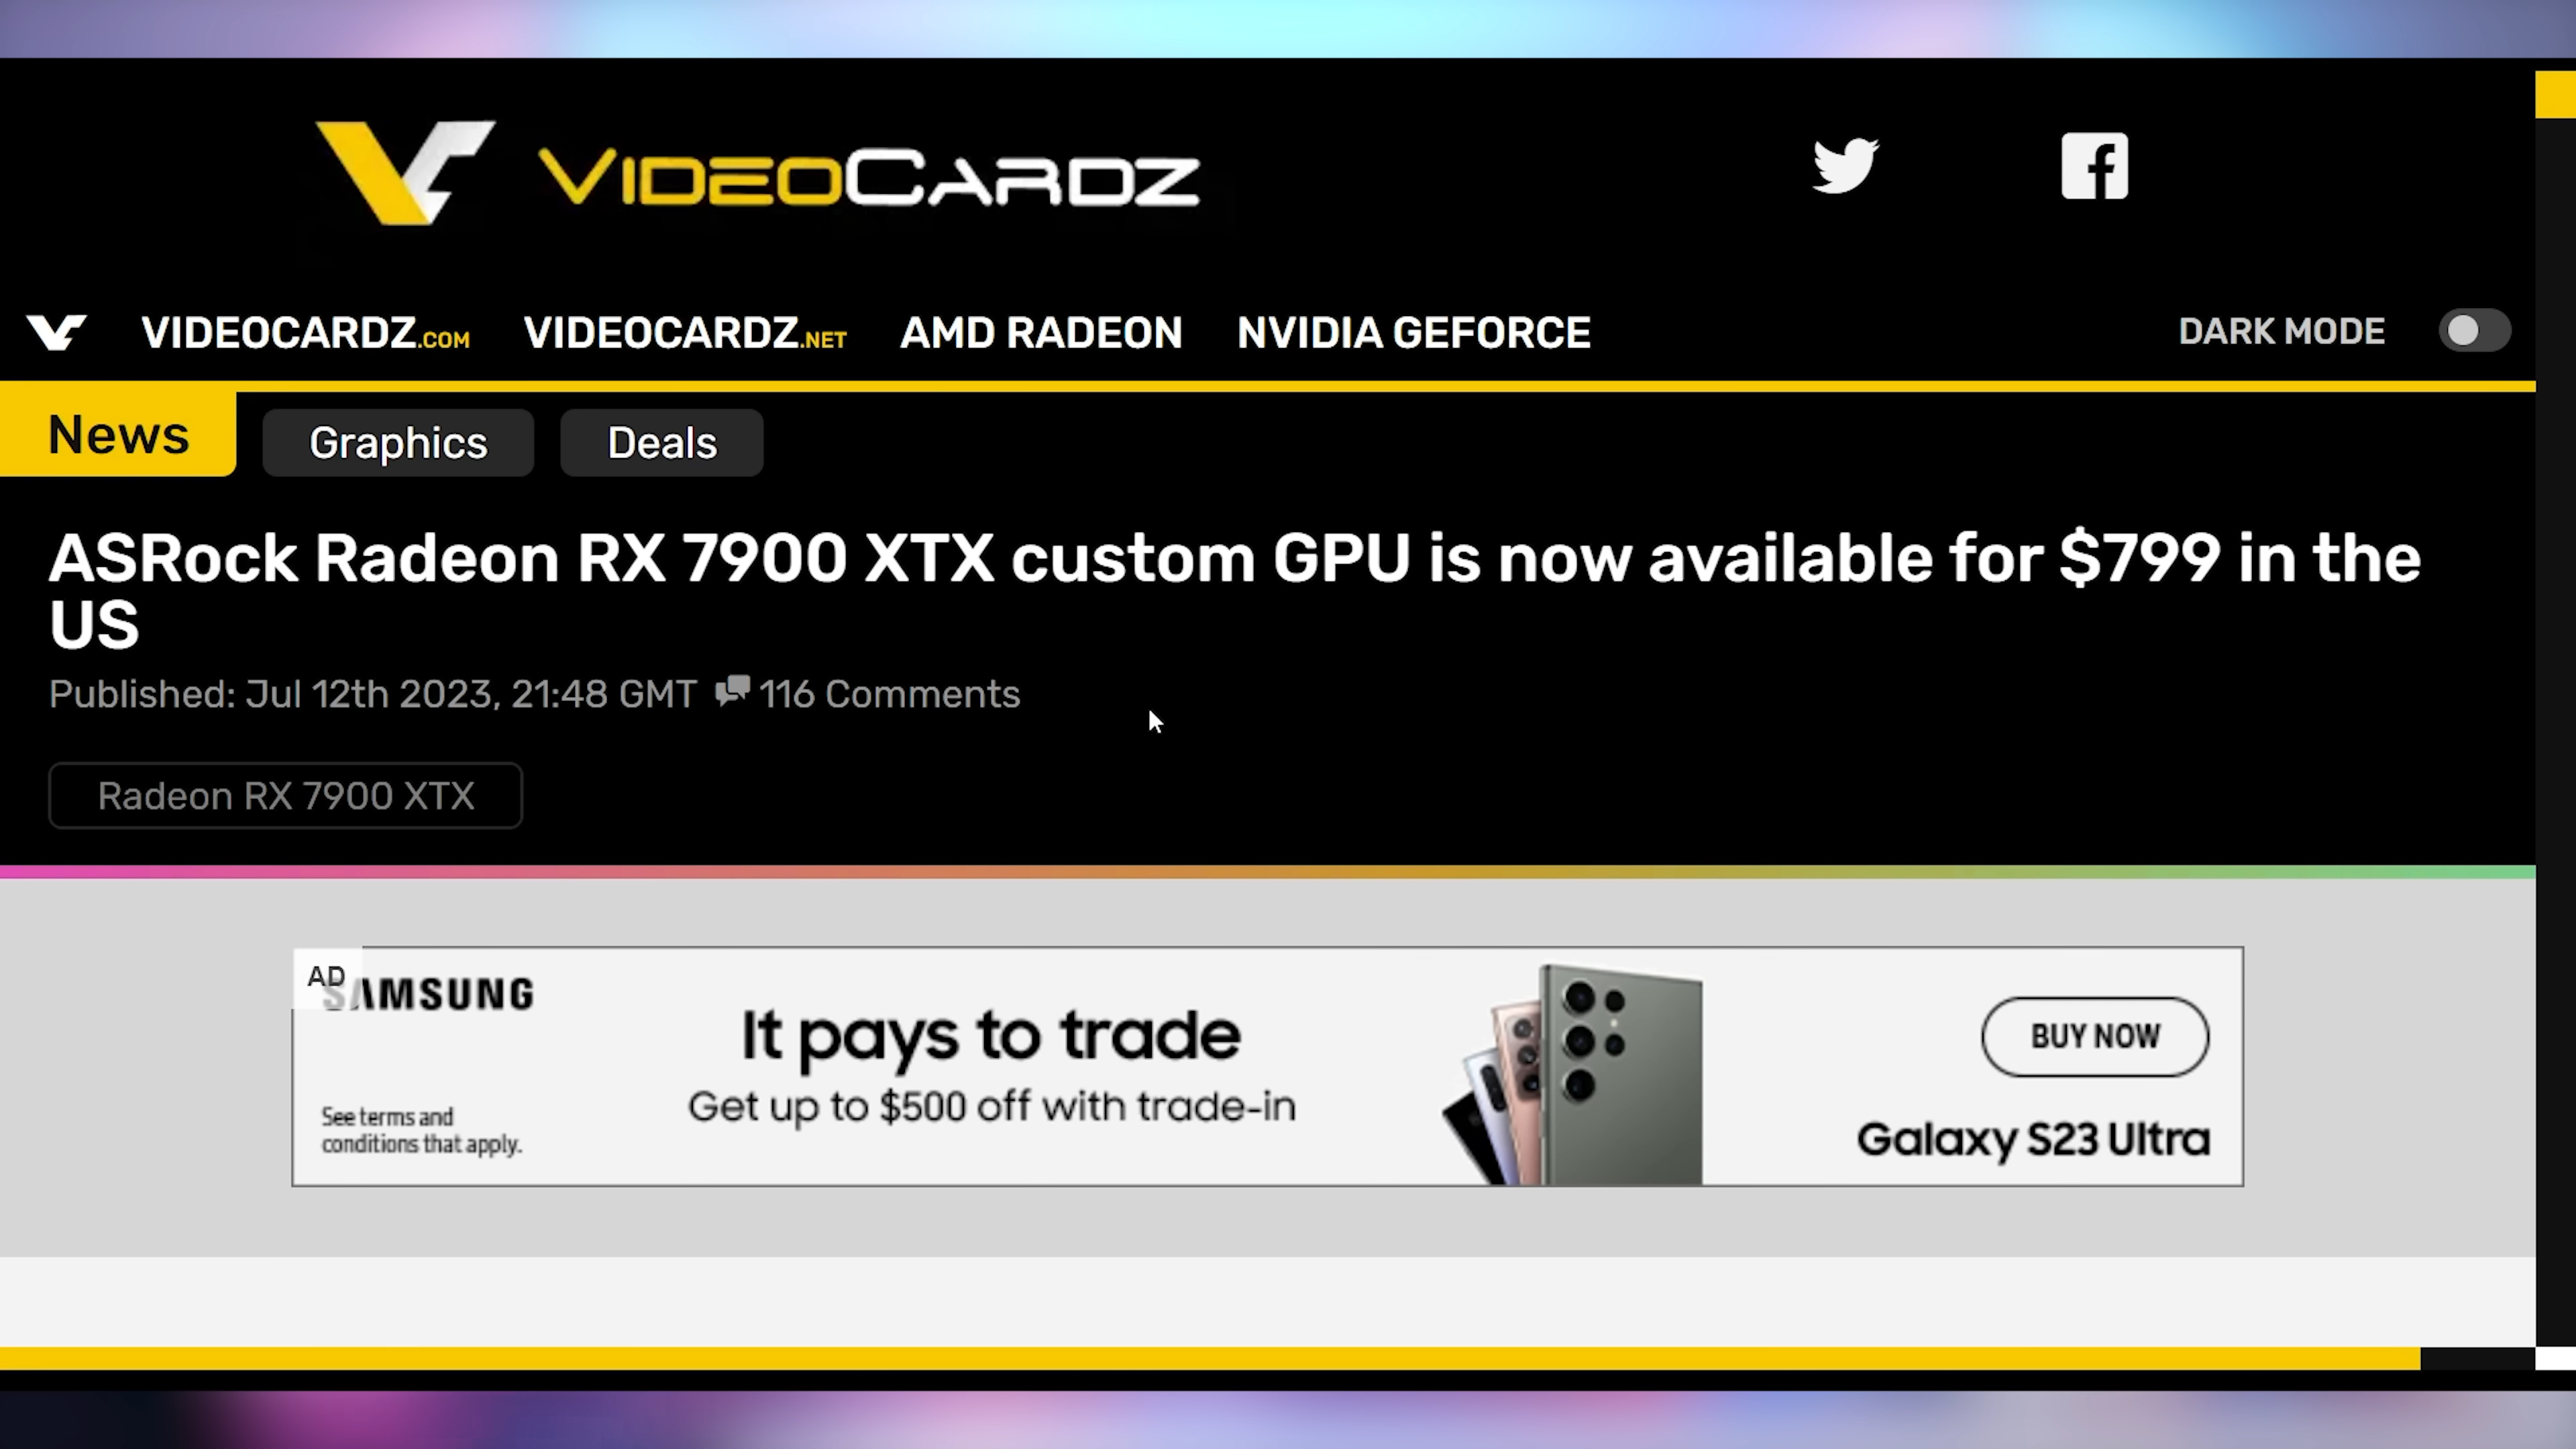 VIDEOCARDZ
VIDEOCARDZ.COM VIDEOCARDZ.NET AMD RADEON NVIDIA GEFORCE DARK MODE
News Graphics Deals
ASRock Radeon RX 7900 XTX custom GPU is now available for $799 in the
US
Published: Jul 12th 2023, 21:48 GMT 116 Comments
Radeon RX 7900 XTX
AD
SAMSUNG
It pays to trade
Get up to $500 off with trade-in
See terms and
conditions that apply.
BUY NOW
Galaxy S23 Ultra